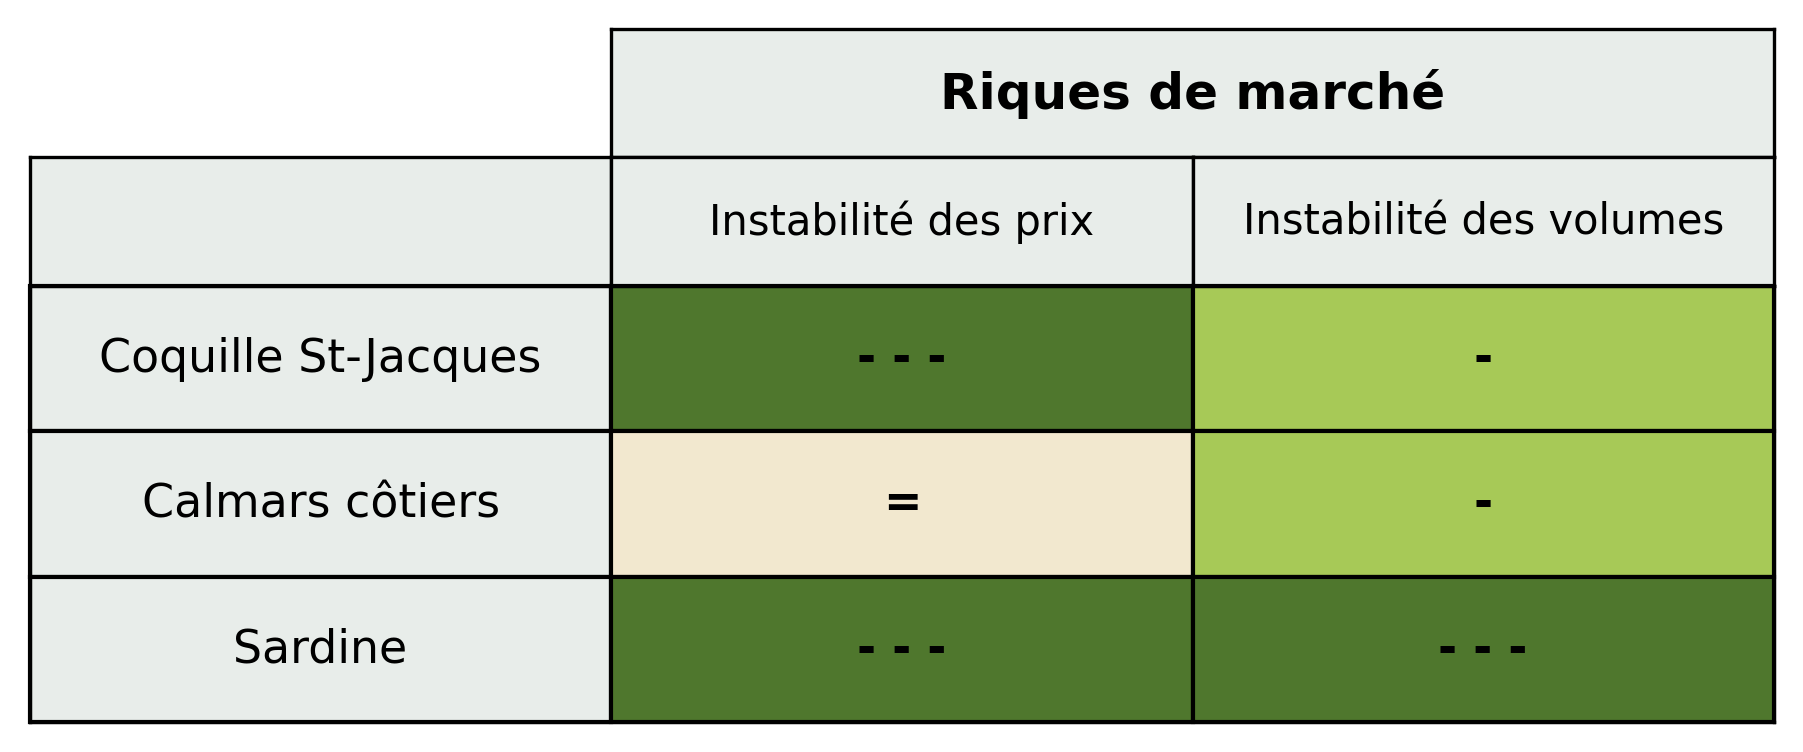 Riques de marché
Instabilité des prix Instabilité des volumes
Coquille St-Jacques - - - -
Calmars côtiers = -
Sardine - - - - - -